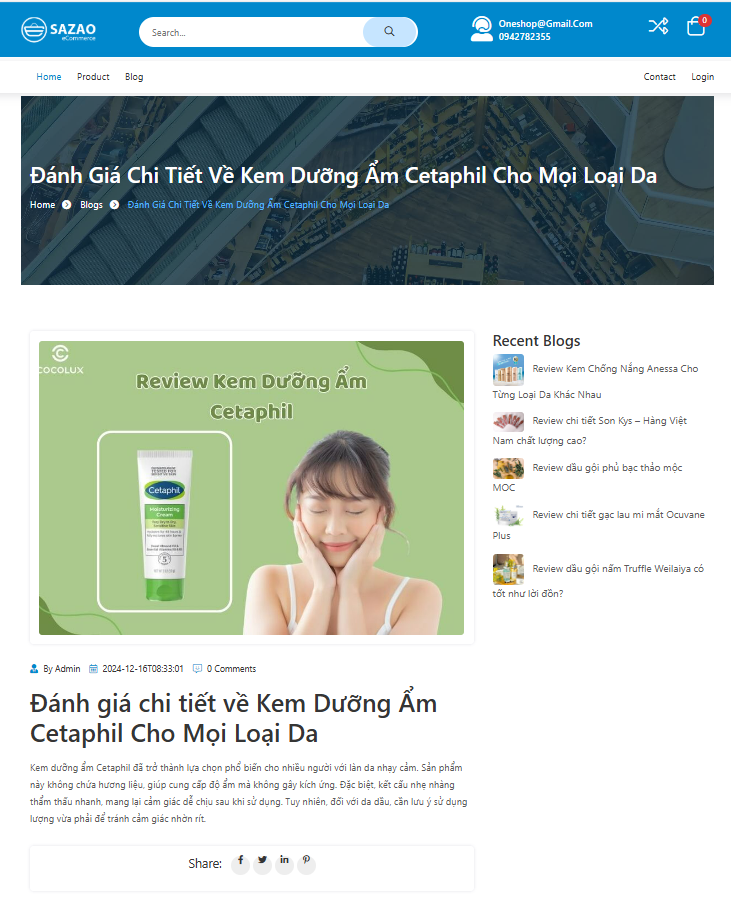 SAZAO
eCommerce
Search...
Oneshop@Gmail.Com
0942782355
0
Home Product Blog Contact Login
Đánh Giá Chi Tiết Về Kem Dưỡng Ẩm Cetaphil Cho Mọi Loại Da
Home Blogs Đánh Giá Chi Tiết Về Kem Dưỡng Ẩm Cetaphil Cho Mọi Loại Da
COCOLUX
Review Kem Dưỡng Ẩm
Cetaphil
Cetaphil
Moisturizing
Cream
By Admin 2024-12-16T08:33:01 0 Comments
Đánh giá chi tiết về Kem Dưỡng Ẩm
Cetaphil Cho Mọi Loại Da
Kem dưỡng ẩm Cetaphil đã trở thành lựa chọn phổ biến cho nhiều người với làn da nhạy cảm. Sản phẩm
này không chứa hương liệu, giúp cung cấp độ ẩm mà không gây kích ứng. Đặc biệt, kết cấu nhẹ nhàng
thẩm thấu nhanh, mang lại cảm giác dễ chịu sau khi sử dụng. Tuy nhiên, đối với da dầu, cần lưu ý sử dụng
lượng vừa phải để tránh cảm giác nhờn rít.
Share:
Recent Blogs
Review Kem Chống Nắng Anessa Cho
Từng Loại Da Khác Nhau
Review chi tiết Son Kys – Hàng Việt
Nam chất lượng cao?
Review dầu gội phủ bạc thảo mộc
MOC
Review chi tiết gạc lau mi mắt Ocuvane
Plus
Review dầu gội nấm Truffle Weilaiya có
tốt như lời đồn?